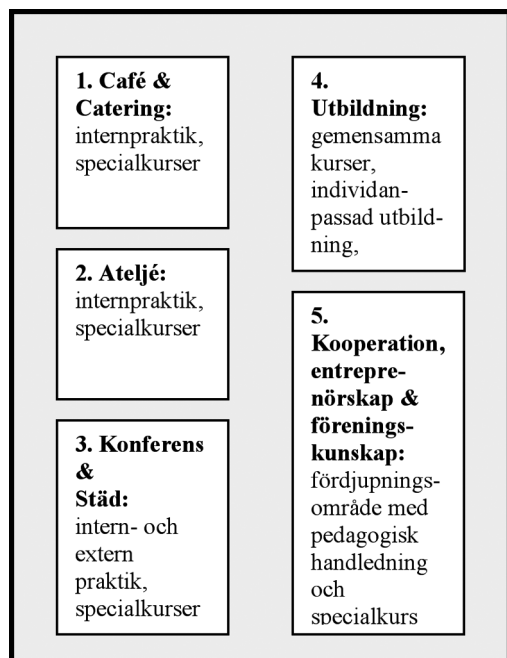 1. Café &
Catering:
internpraktik,
specialkurser
2. Ateljé:
internpraktik,
specialkurser
3. Konferens
&
Städ:
intern- och
extern
praktik,
specialkurser
4.
Utbildning:
gemensamma
kurser,
individan-
passad utbild-
ning,
5.
Kooperation,
entrepre-
nörskap &
förenings-
kunskap:
fördjupnings-
område med
pedagogisk
handledning
och
specialkurs